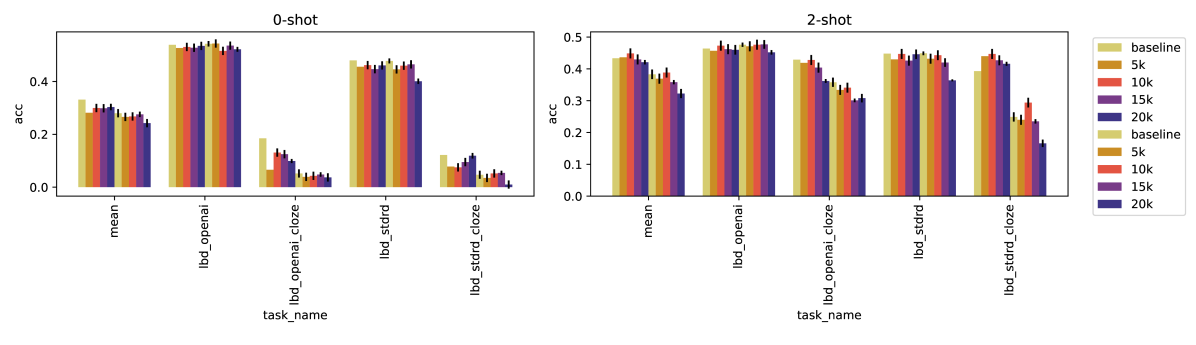 0-shot
acc
0.4
0.2
0.0
mean
lbd_openai
lbd_openai_cloze
lbd_stdrd
lbd_stdrd_cloze
task_name
2-shot
acc
0.5
0.4
0.3
0.2
0.1
0.0
mean
lbd_openai
lbd_openai_cloze
lbd_stdrd
lbd_stdrd_cloze
task_name
baseline
5k
10k
15k
20k
baseline
5k
10k
15k
20k